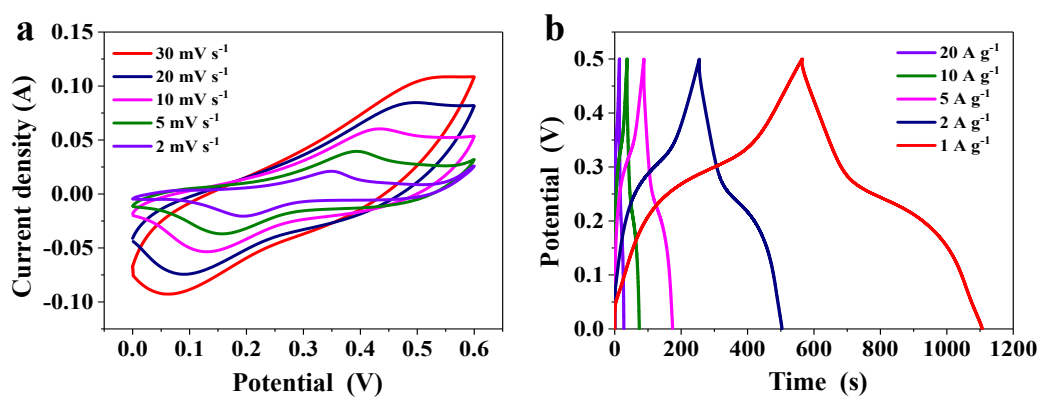 a
0.15
0.10
0.05
0.00
-0.05
-0.10
Current density (A)
30 mV s⁻¹
20 mV s⁻¹
10 mV s⁻¹
5 mV s⁻¹
2 mV s⁻¹
0.0 0.1 0.2 0.3 0.4 0.5 0.6
Potential (V)
b
0.5
0.4
0.3
0.2
0.1
0.0
Potential (V)
20 A g⁻¹
10 A g⁻¹
5 A g⁻¹
2 A g⁻¹
1 A g⁻¹
0 200 400 600 800 1000 1200
Time (s)